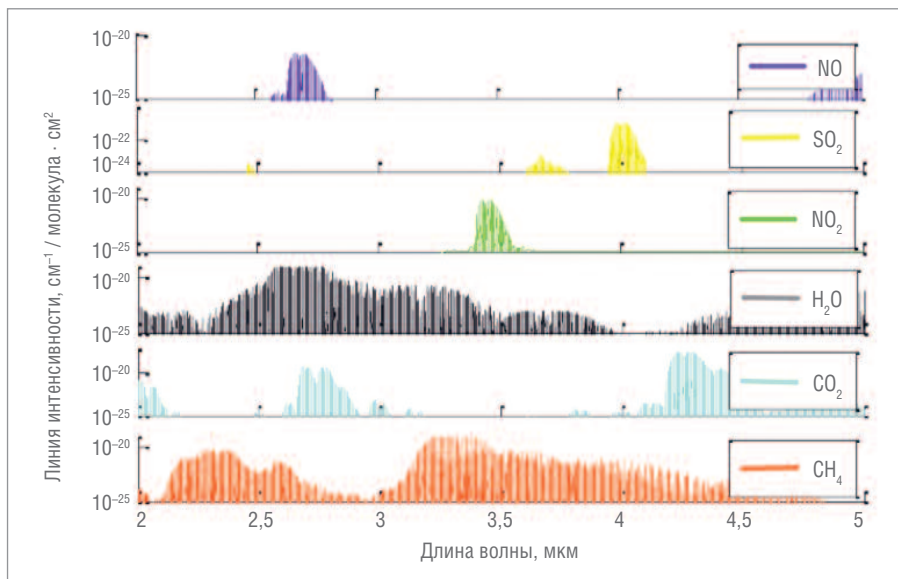 Линия интенсивности, см⁻¹ / молекула · см²
10⁻²⁰
10⁻²⁵
NO
10⁻²²
10⁻²⁴
SO₂
10⁻²⁰
10⁻²⁵
NO₂
10⁻²⁰
10⁻²⁵
H₂O
10⁻²⁰
10⁻²⁵
CO₂
10⁻²⁰
10⁻²⁵
CH₄
2 2,5 3 3,5 4 4,5 5
Длина волны, мкм